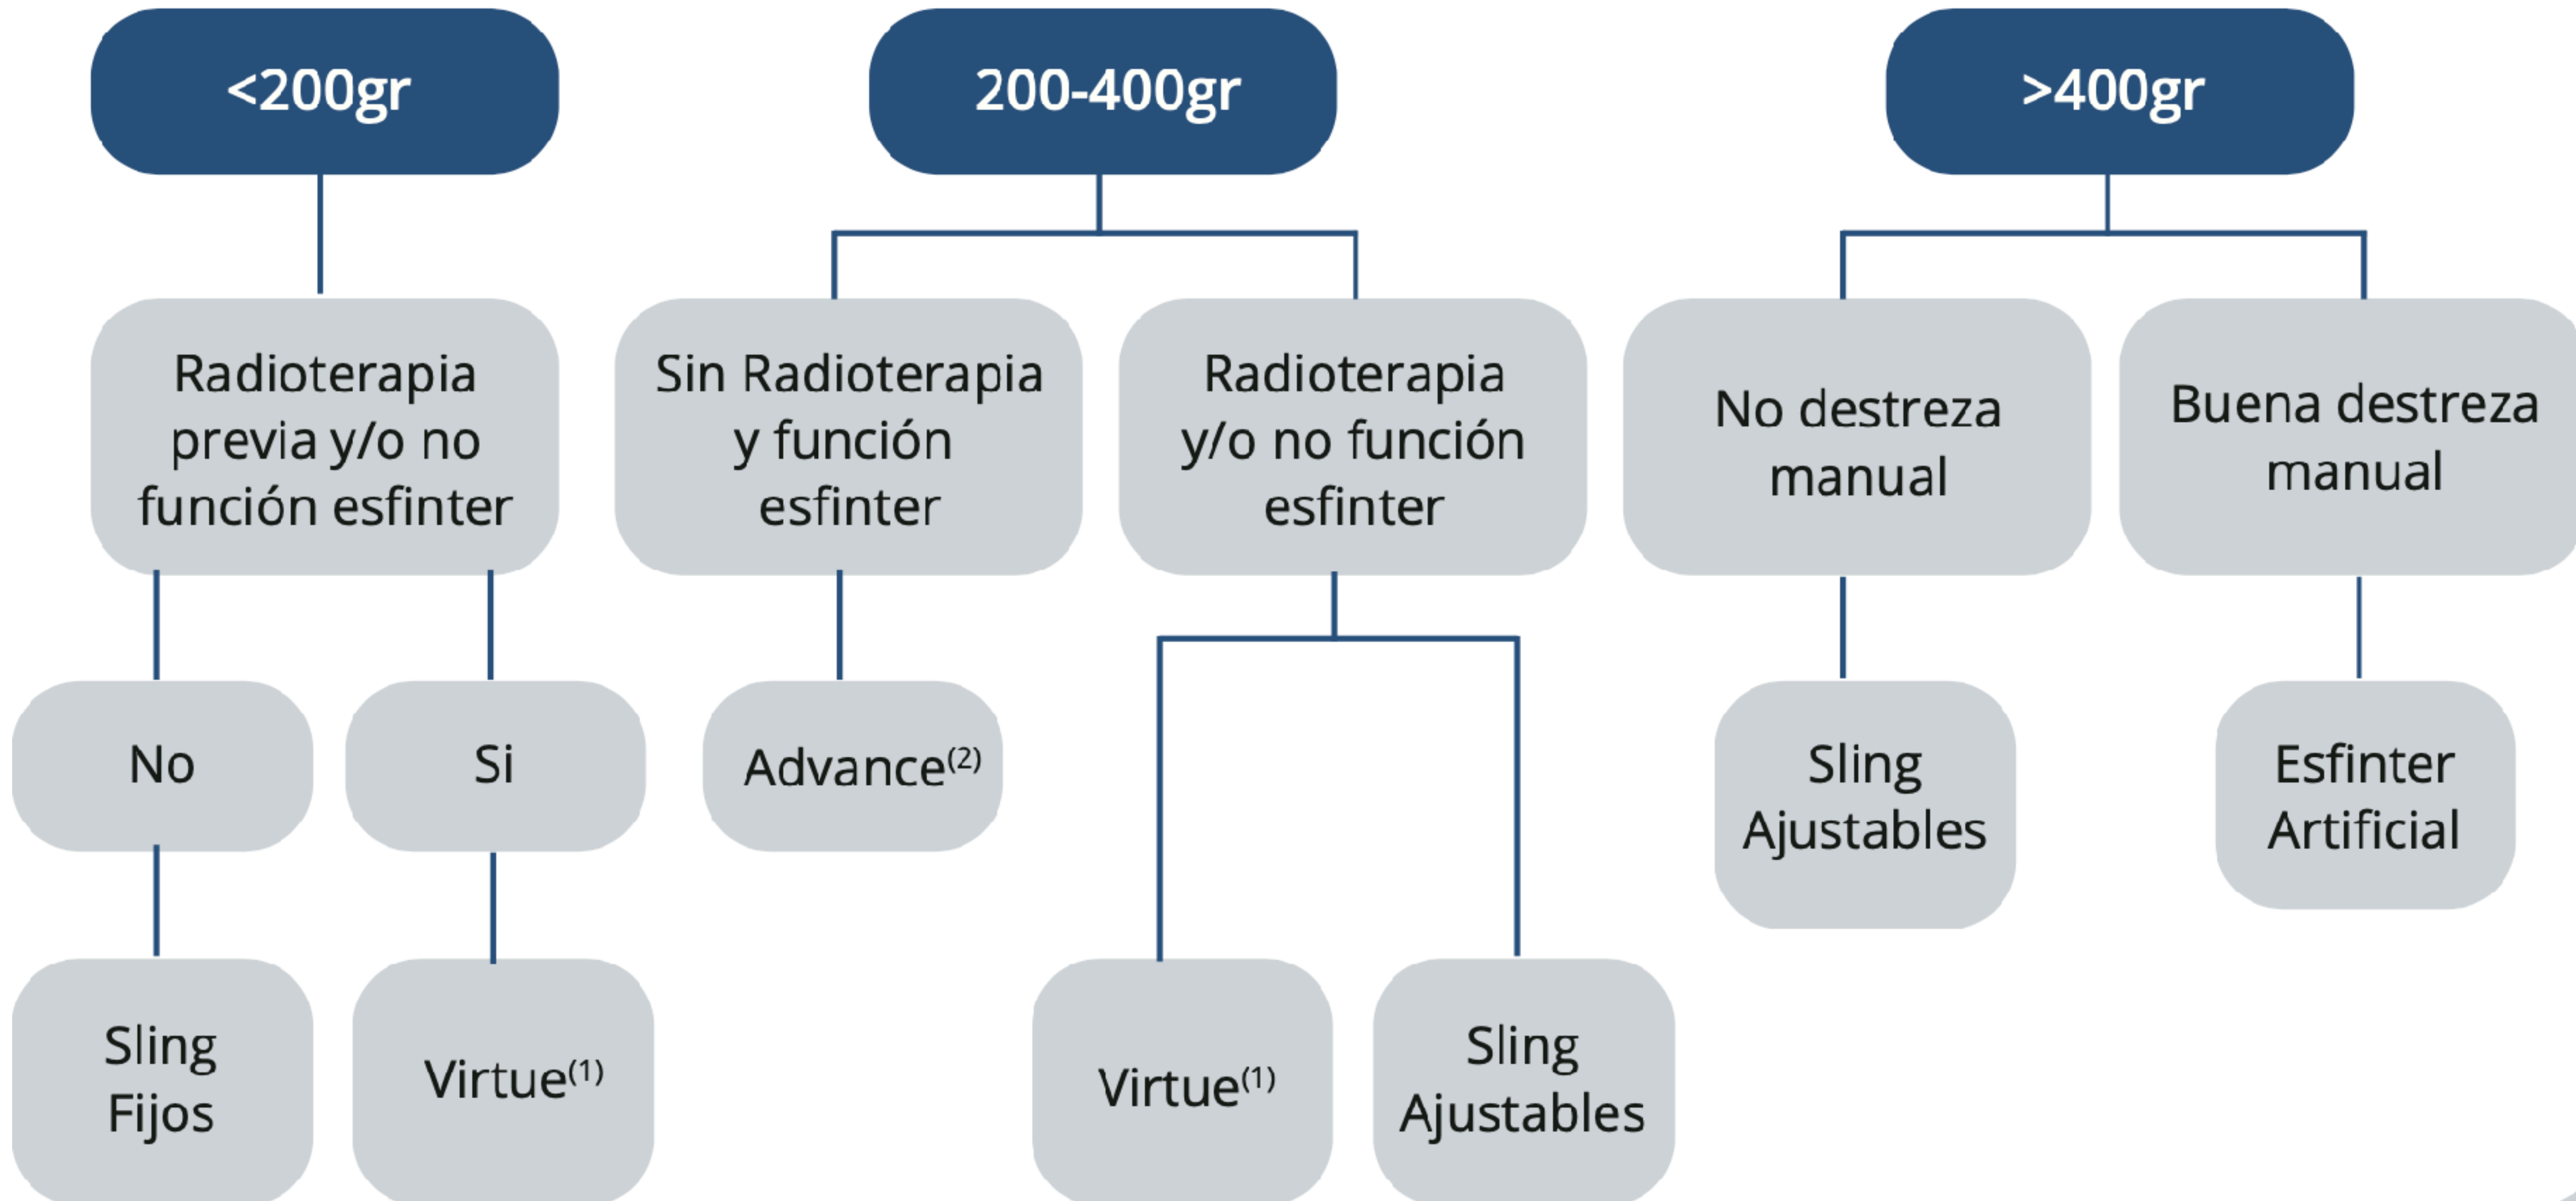 <200gr
200-400gr
>400gr
Radioterapia
previa y/o no
función esfinter
Sin Radioterapia
y función
esfinter
Radioterapia
y/o no función
esfinter
No destreza
manual
Buena destreza
manual
No
Si
Advance(2)
Sling
Ajustables
Esfinter
Artificial
Sling
Fijos
Virtue(1)
Virtue(1)
Sling
Ajustables